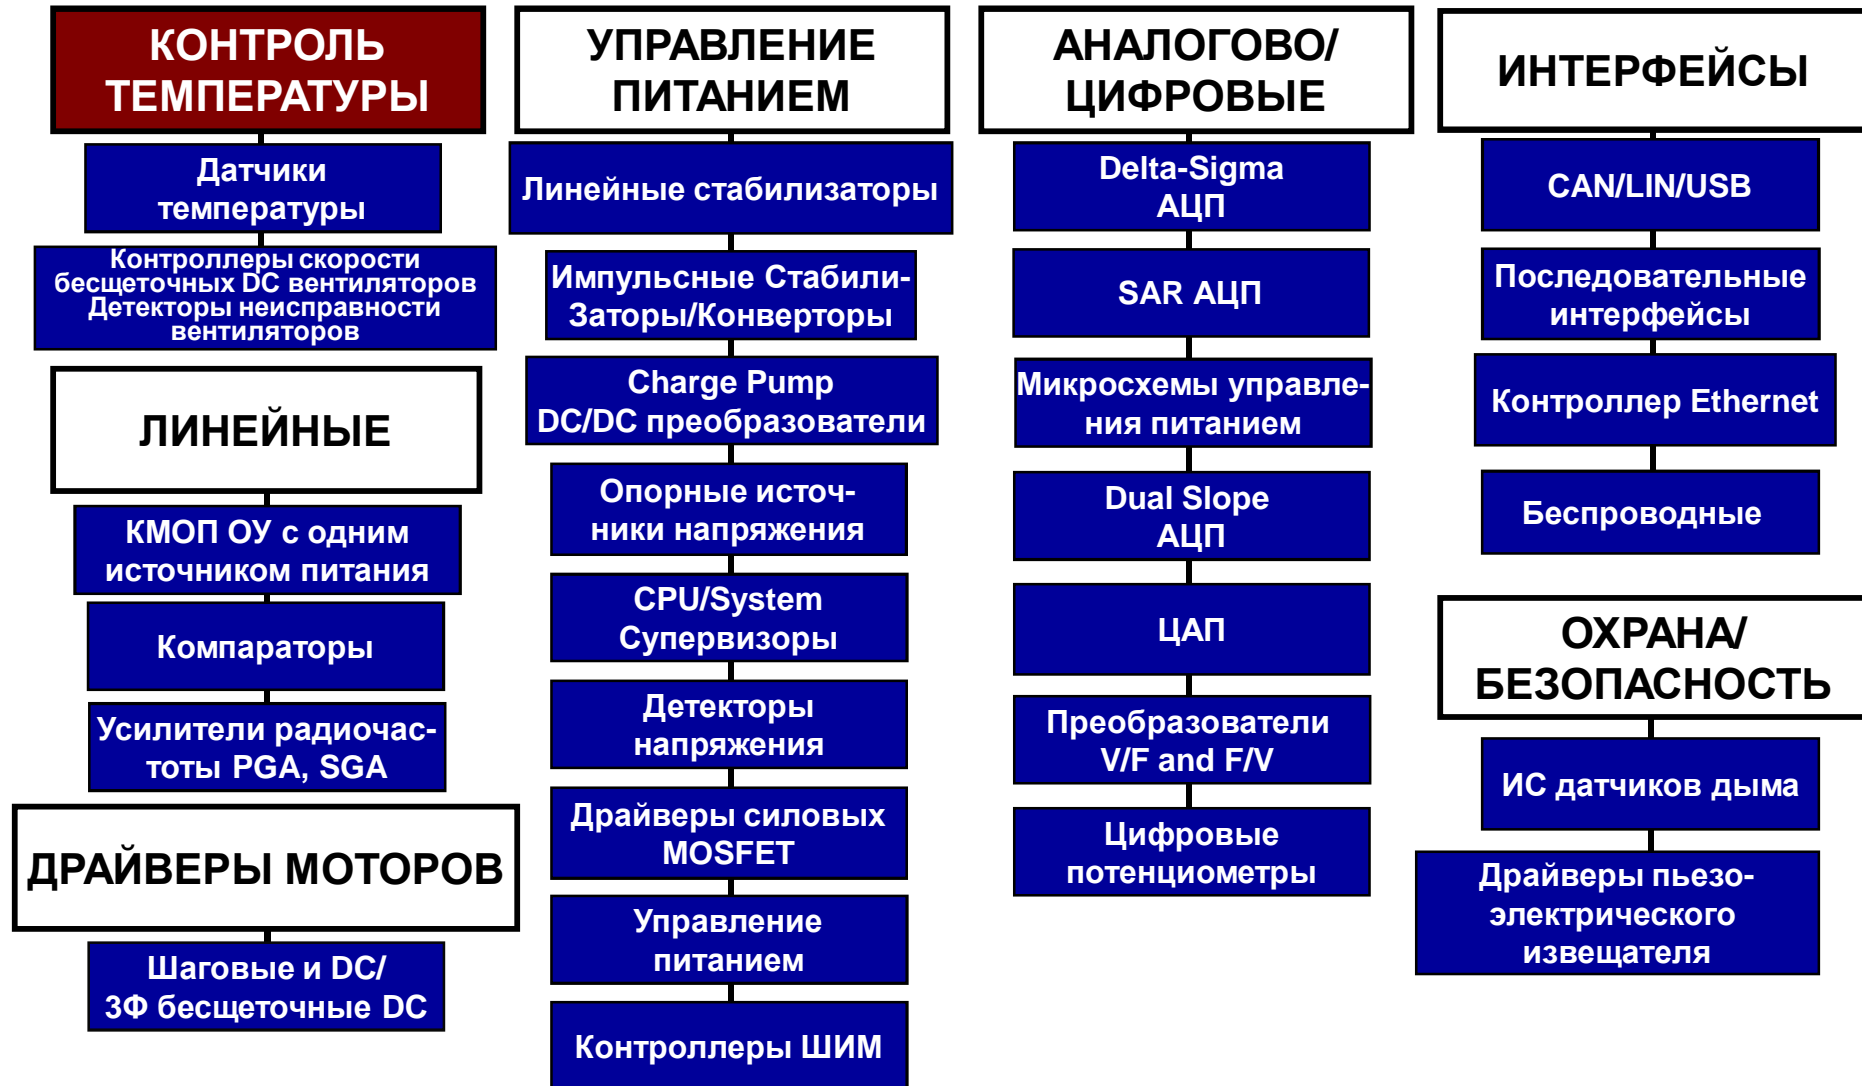 КОНТРОЛЬ
ТЕМПЕРАТУРЫ
Датчики
температуры
Контроллеры скорости
бесщеточных DC вентиляторов
Детекторы неисправности
вентиляторов
ЛИНЕЙНЫЕ
КМОП ОУ с одним
источником питания
Компараторы
Усилители радиочас-
тоты PGA, SGA
ДРАЙВЕРЫ МОТОРОВ
Шаговые и DC/
3Ф бесщеточные DC
УПРАВЛЕНИЕ
ПИТАНИЕМ
Линейные стабилизаторы
Импульсные Стабили-
Заторы/Конверторы
Charge Pump
DC/DC преобразователи
Опорные источ-
ники напряжения
CPU/System
Супервизоры
Детекторы
напряжения
Драйверы силовых
MOSFET
Управление
питанием
Контроллеры ШИМ
АНАЛОГОВО/
ЦИФРОВЫЕ
Delta-Sigma
АЦП
SAR АЦП
Микросхемы управле-
ния питанием
Dual Slope
АЦП
ЦАП
Преобразователи
V/F and F/V
Цифровые
потенциометры
ИНТЕРФЕЙСЫ
CAN/LIN/USB
Последовательные
интерфейсы
Контроллер Ethernet
Беспроводные
ОХРАНА/
БЕЗОПАСНОСТЬ
ИС датчиков дыма
Драйверы пьезо-
электрического
извещателя